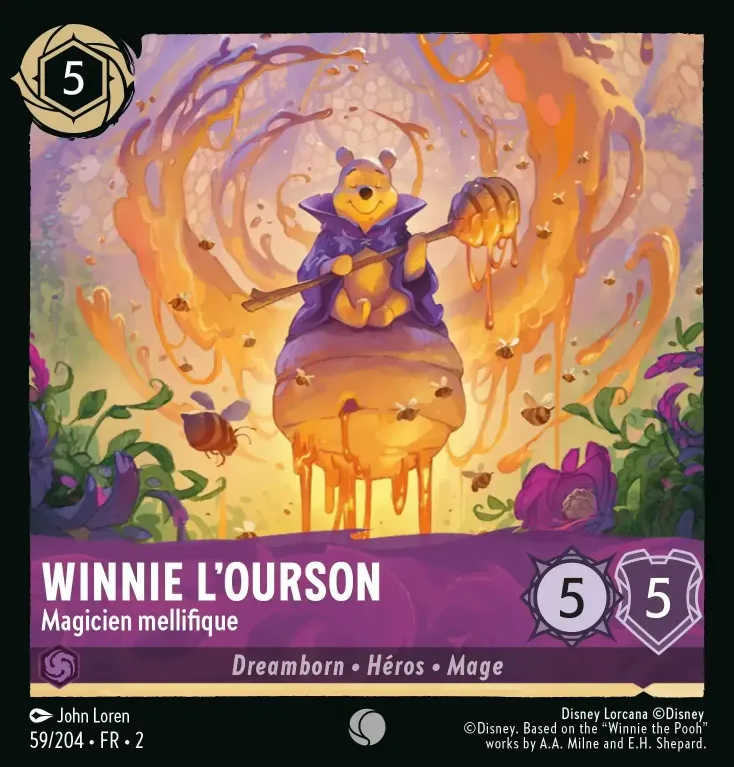 5
WINNIE L'OURSON
Magicien mellifique
5 5
Dreamborn • Héros • Mage
John Loren
59/204 • FR • 2
Disney Lorcana ©Disney
©Disney. Based on the “Winnie the Pooh”
works by A.A. Milne and E.H. Shepard.